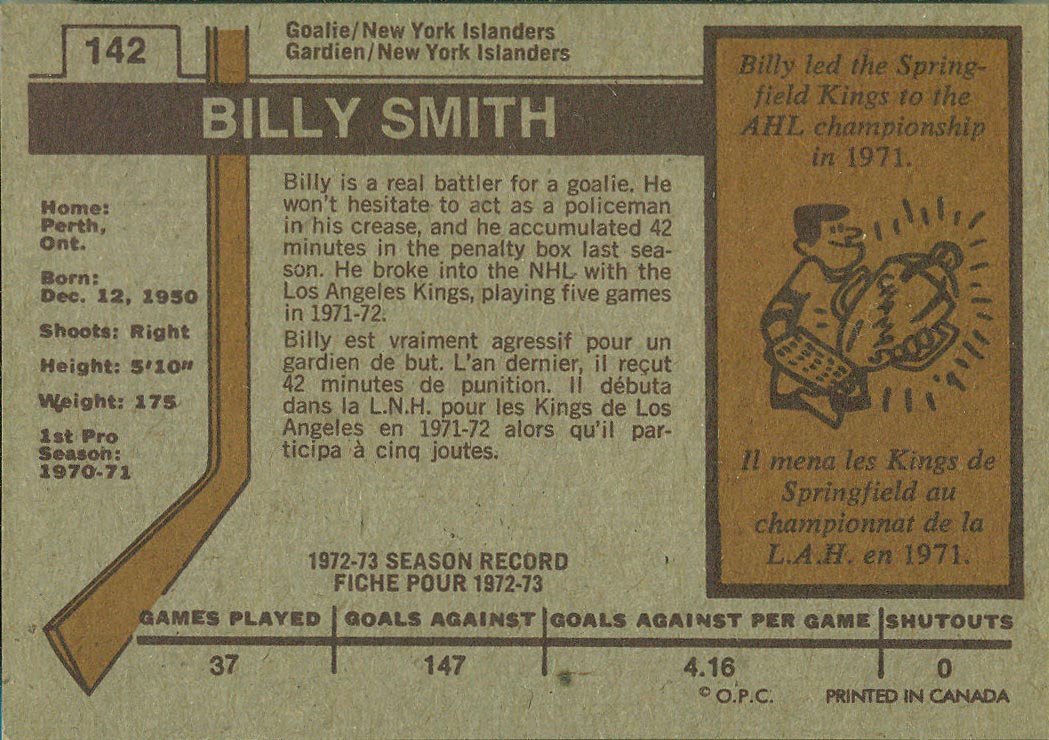 142
Goalie/New York Islanders
Gardien/New York Islanders
BILLY SMITH
Home:
Perth,
Ont.
Born:
Dec. 12, 1950
Shoots: Right
Height: 5'10"
Weight: 175
1st Pro
Season:
1970-71
Billy is a real battler for a goalie. He
won't hesitate to act as a policeman
in his crease, and he accumulated 42
minutes in the penalty box last sea-
son. He broke into the NHL with the
Los Angeles Kings, playing five games
in 1971-72.
Billy est vraiment agressif pour un
gardien de but. L'an dernier, il reçut
42 minutes de punition. Il débuta
dans la L.N.H. pour les Kings de Los
Angeles en 1971-72 alors qu'il par-
ticipa à cinq joutes.
Billy led the Spring-
field Kings to the
AHL championship
in 1971.
Il mena les Kings de
Springfield au
championnat de la
L.A.H. en 1971.
1972-73 SEASON RECORD
FICHE POUR 1972-73
GAMES PLAYED GOALS AGAINST GOALS AGAINST PER GAME SHUTOUTS
37 147 4.16 0
© O.P.C. PRINTED IN CANADA